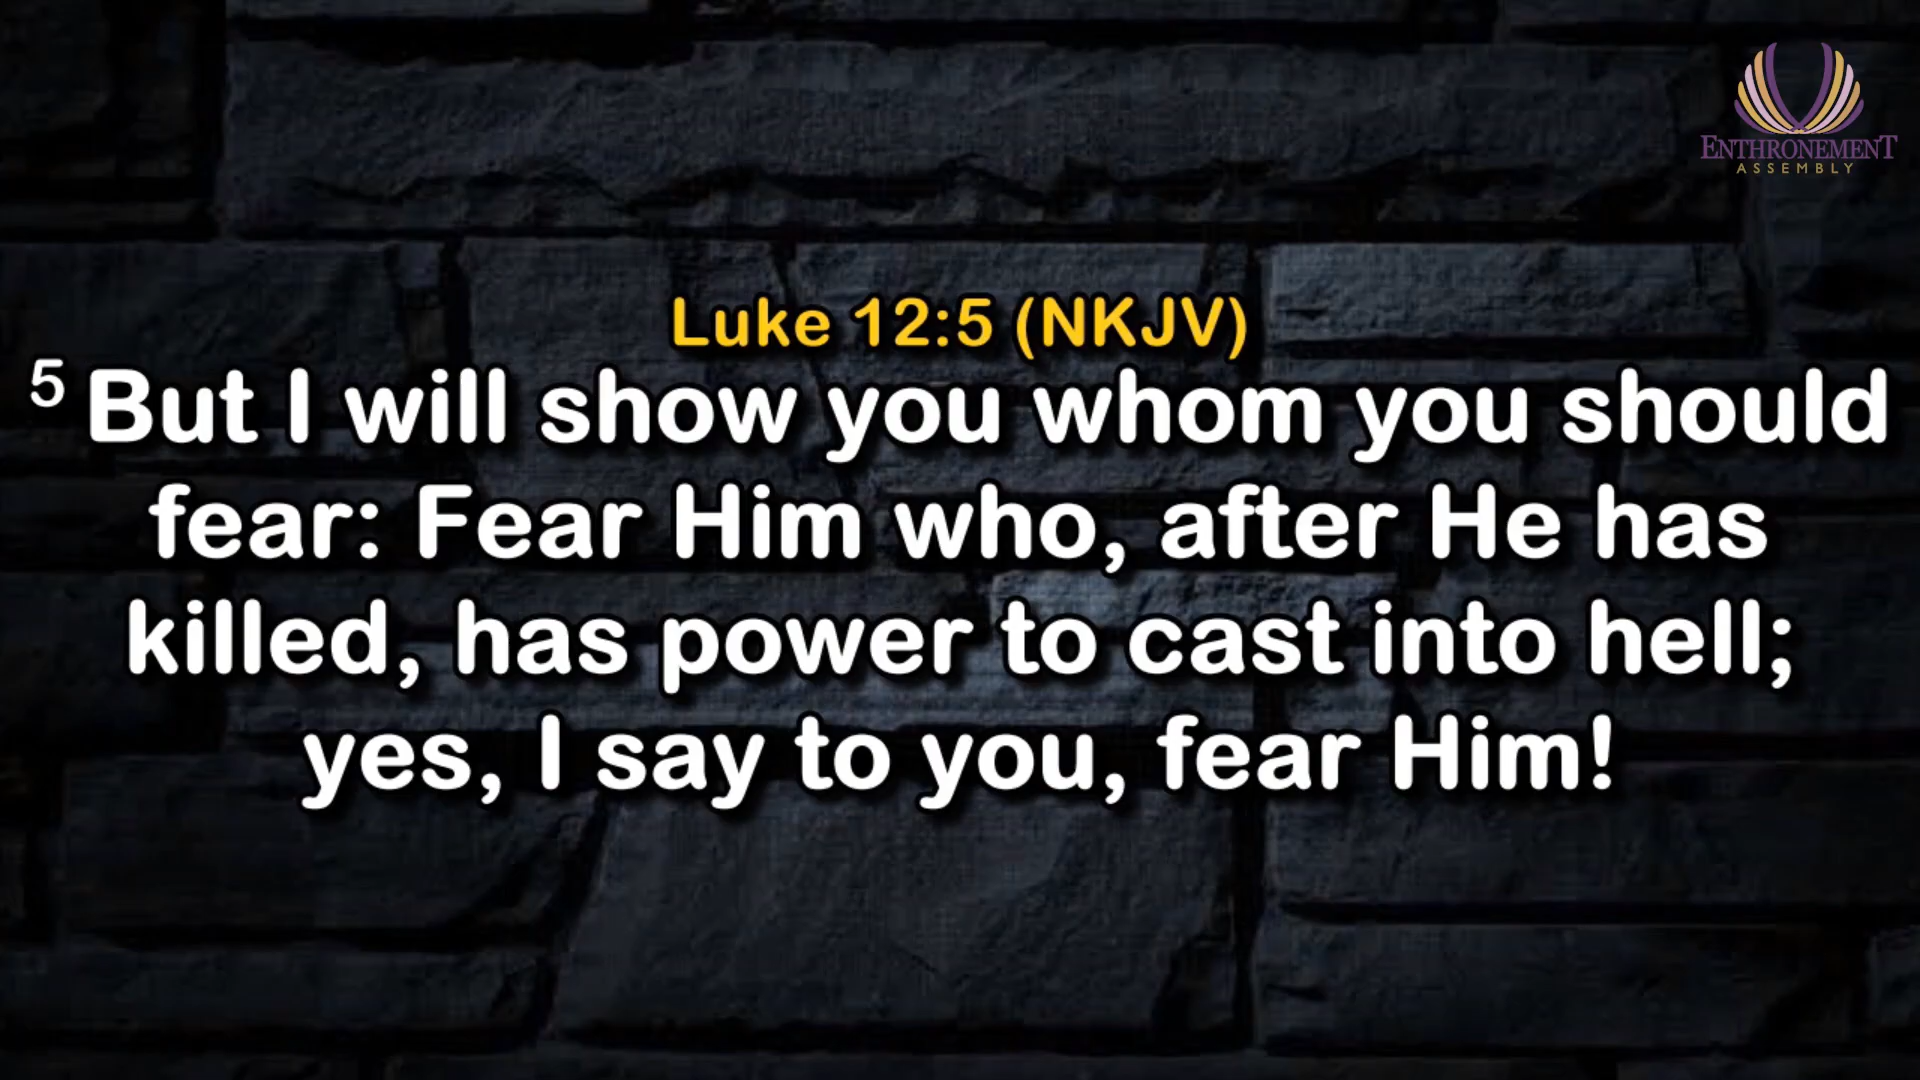 ENTHRONEMENT
ASSEMBLY
Luke 12:5 (NKJV)
5 But I will show you whom you should
fear: Fear Him who, after He has
killed, has power to cast into hell;
yes, I say to you, fear Him!